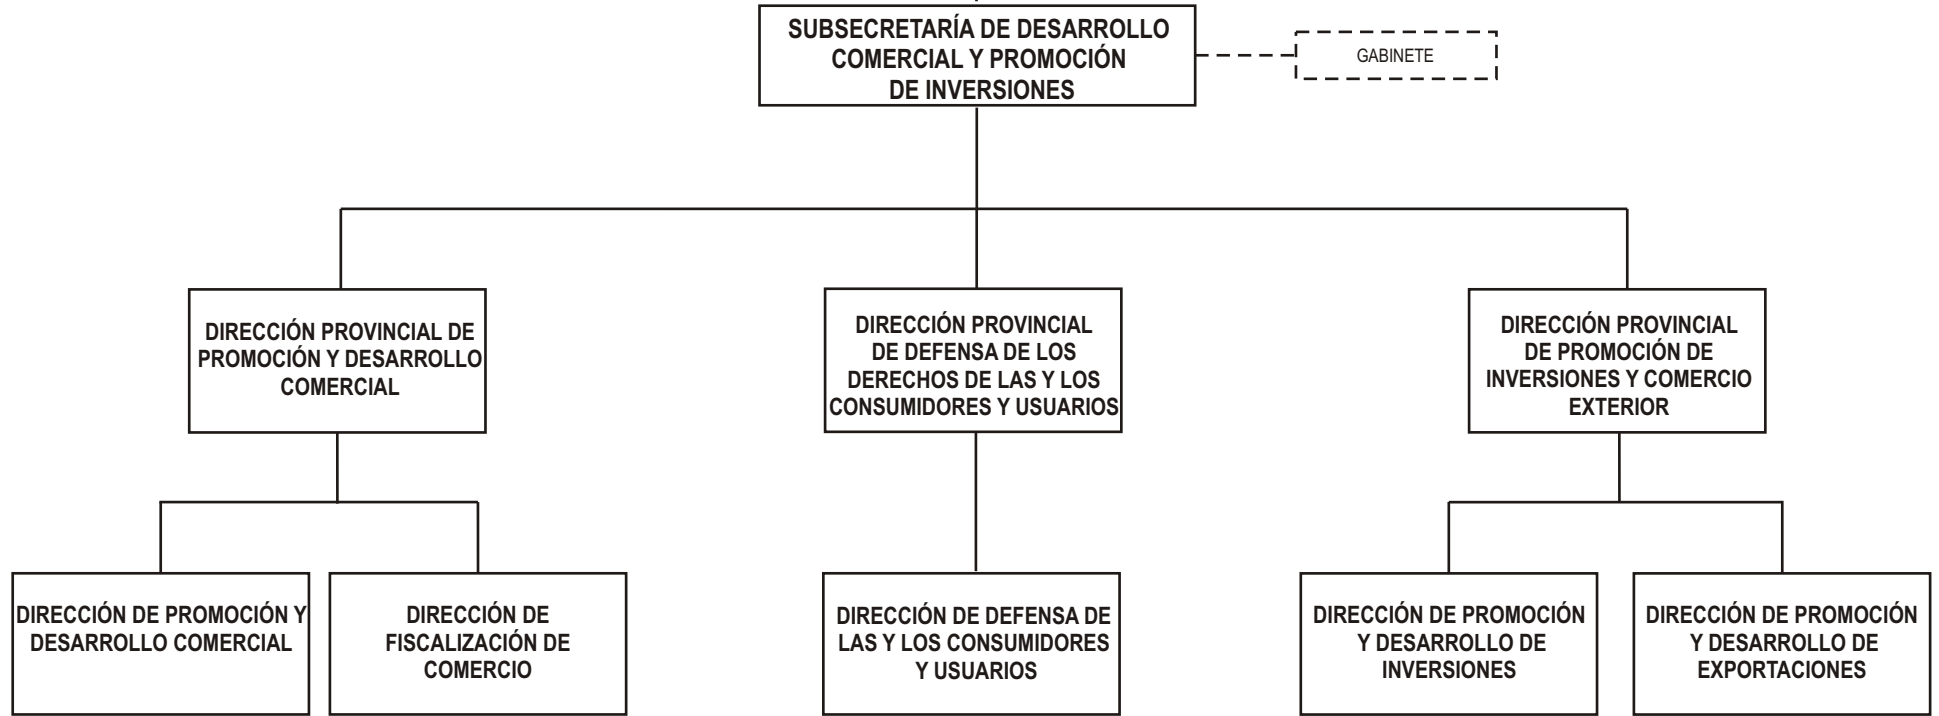 SUBSECRETARÍA DE DESARROLLO
COMERCIAL Y PROMOCIÓN
DE INVERSIONES
GABINETE
DIRECCIÓN PROVINCIAL DE
PROMOCIÓN Y DESARROLLO
COMERCIAL
DIRECCIÓN PROVINCIAL
DE DEFENSA DE LOS
DERECHOS DE LAS Y LOS
CONSUMIDORES Y USUARIOS
DIRECCIÓN PROVINCIAL
DE PROMOCIÓN DE
INVERSIONES Y COMERCIO
EXTERIOR
DIRECCIÓN DE PROMOCIÓN Y
DESARROLLO COMERCIAL
DIRECCIÓN DE
FISCALIZACIÓN DE
COMERCIO
DIRECCIÓN DE DEFENSA DE
LAS Y LOS CONSUMIDORES
Y USUARIOS
DIRECCIÓN DE PROMOCIÓN
Y DESARROLLO DE
INVERSIONES
DIRECCIÓN DE PROMOCIÓN
Y DESARROLLO DE
EXPORTACIONES